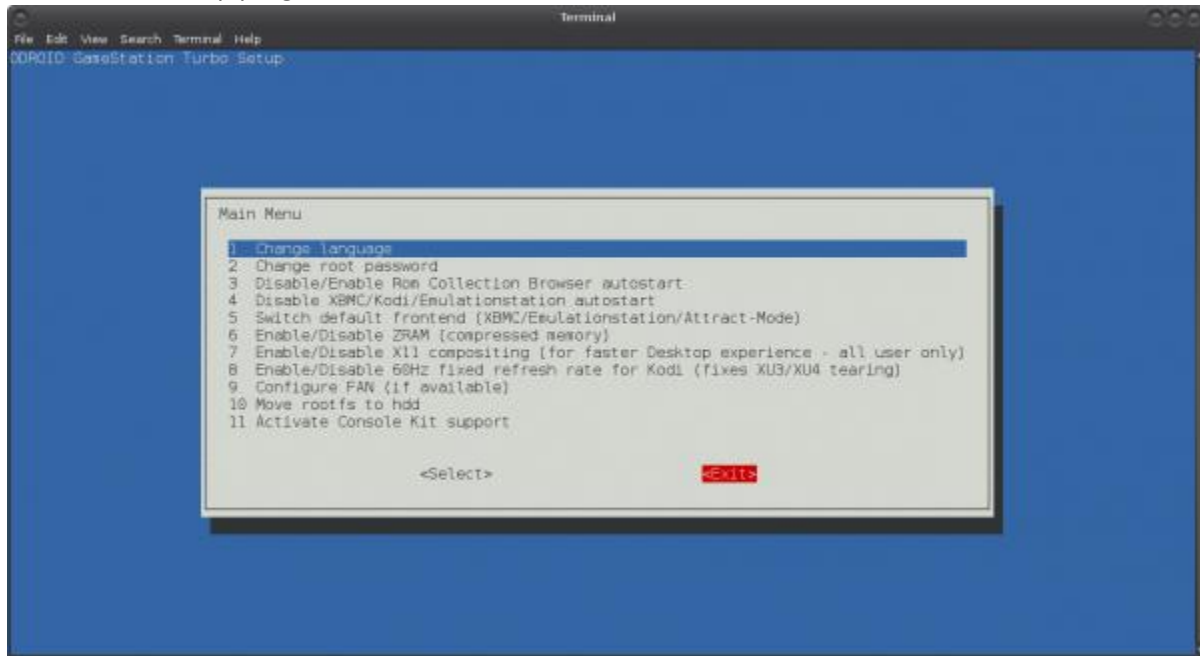 Terminal
File Edit View Search Terminal Help
ODROID GameStation Turbo Setup
Main Menu
1 Change language
2 Change root password
3 Disable/Enable Rom Collection Browser autostart
4 Disable XBMC/Kodi/Emulationstation autostart
5 Switch default frontend (XBMC/Emulationstation/Attract-Mode)
6 Enable/Disable ZRAM (compressed memory)
7 Enable/Disable X11 compositing (for faster Desktop experience - all user only)
8 Enable/Disable 60Hz fixed refresh rate for Kodi (fixes XU3/XU4 tearing)
9 Configure FAN (if available)
10 Move rootfs to hdd
11 Activate Console Kit support
<Select> <Exit>